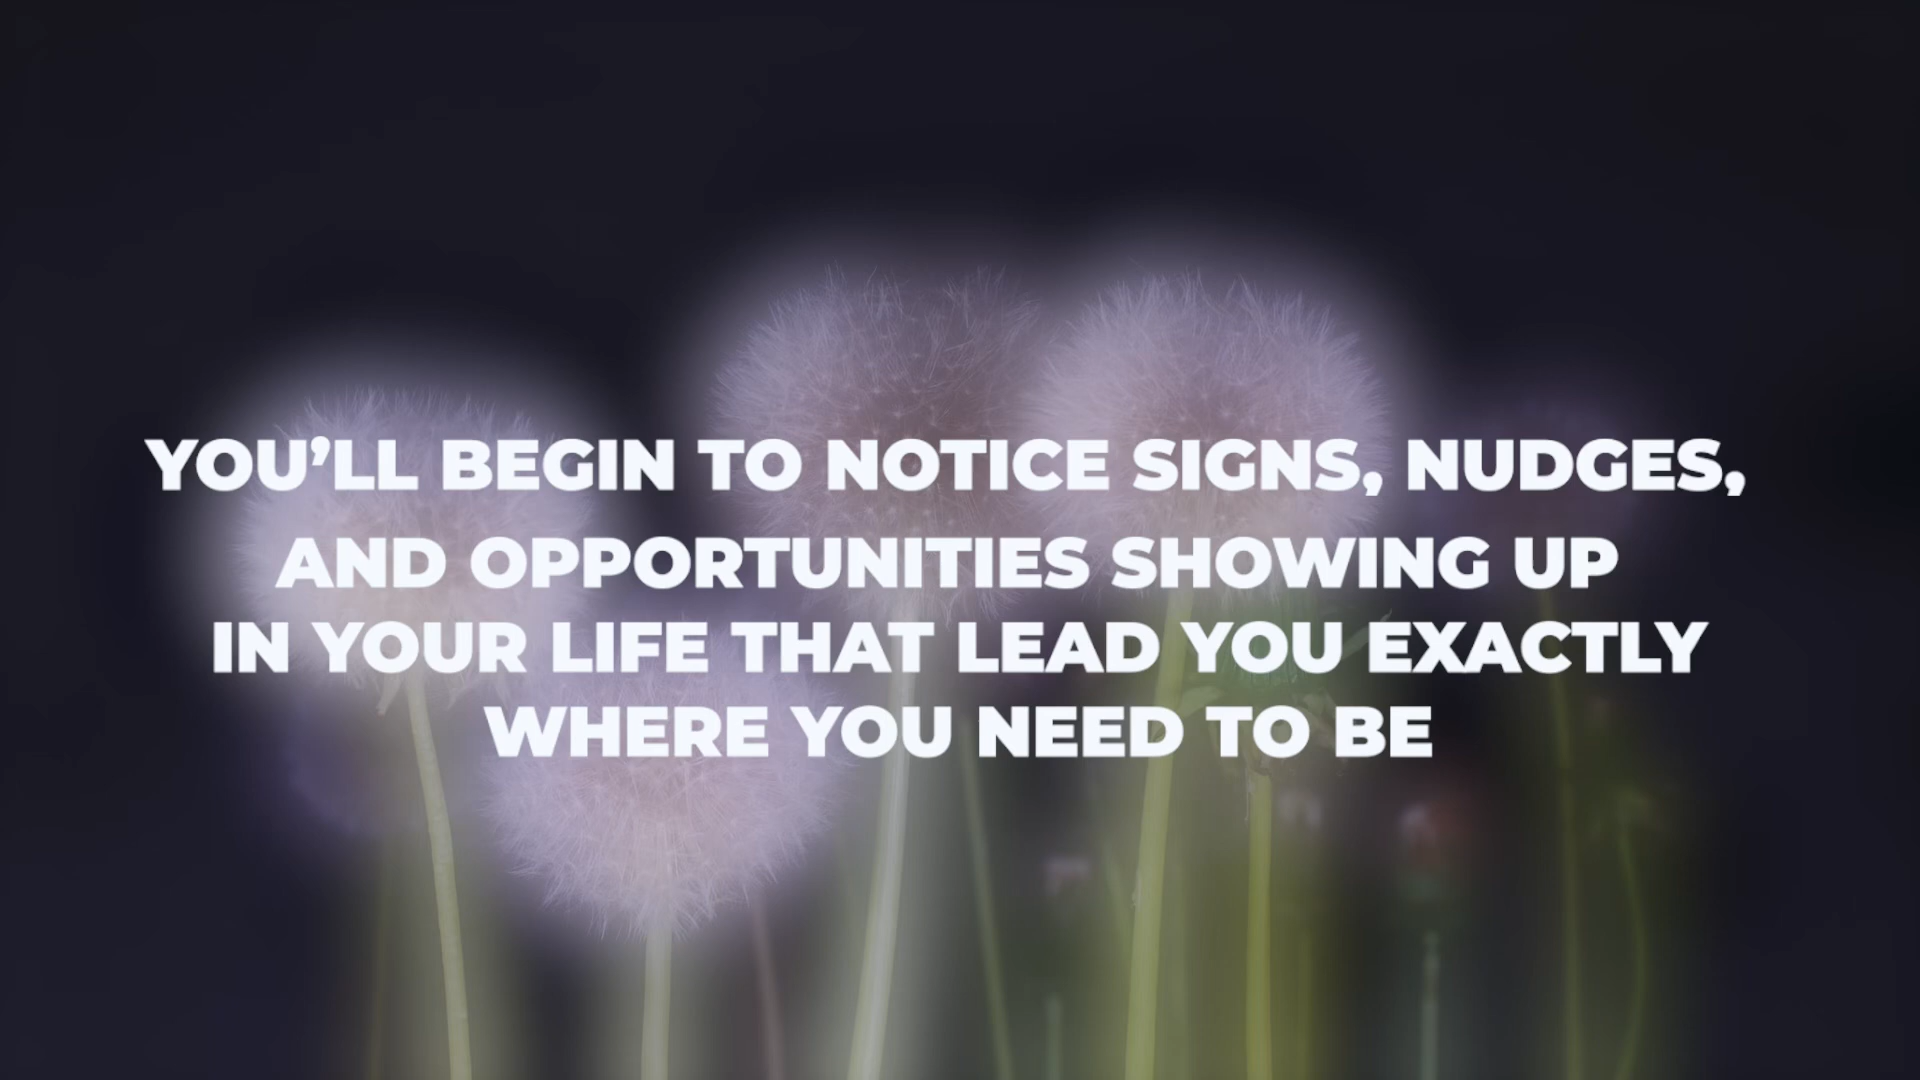 YOU’LL BEGIN TO NOTICE SIGNS, NUDGES,
AND OPPORTUNITIES SHOWING UP
IN YOUR LIFE THAT LEAD YOU EXACTLY
WHERE YOU NEED TO BE